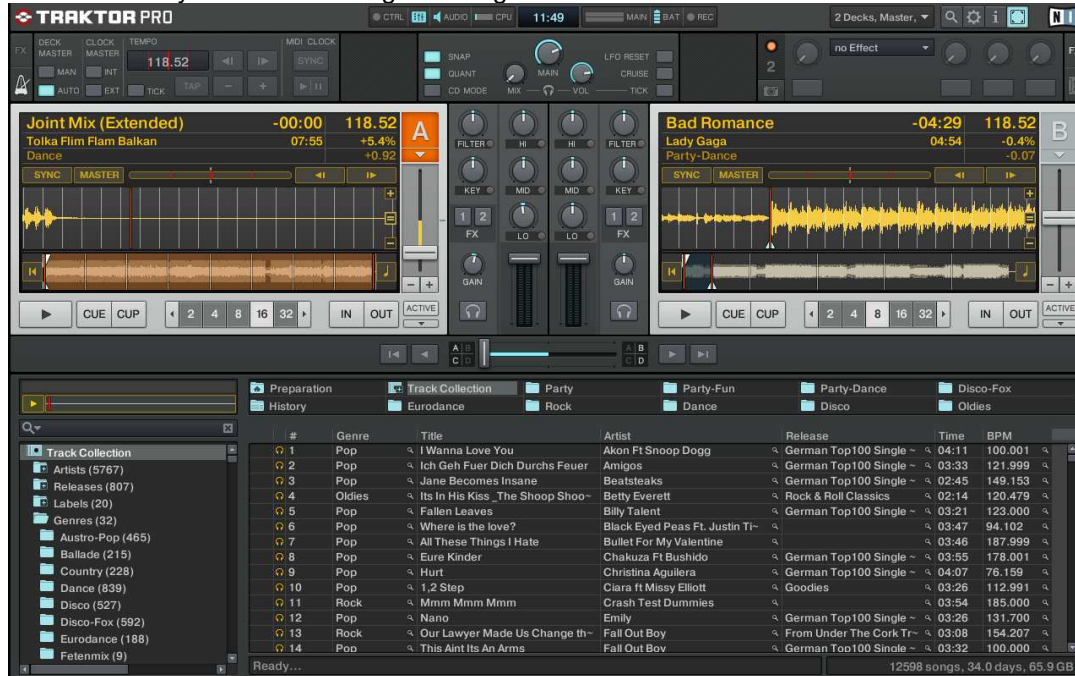 TRAKTOR PRO CTRL AUDIO CPU 11:49 MAIN BAT REC 2 Decks, Master, i N I
FX DECK MASTER CLOCK MASTER TEMPO MIDI CLOCK
MAN INT 118.52 SYNC SNAP LFO RESET 2 no Effect
AUTO EXT TICK TAP - + QUANT MAIN CRUISE
CD MODE MIX VOL TICK
Joint Mix (Extended) -00:00 118.52 A
Tolka Flim Flam Balkan 07:55 +5.4%
Dance +0.92
SYNC MASTER
FILTER HI HI FILTER
KEY MID MID KEY
1 2 1 2
FX LO LO FX
GAIN GAIN
Bad Romance -04:29 118.52 B
Lady Gaga 04:54 -0.4%
Party-Dance -0.07
SYNC MASTER
CUE CUP 2 4 8 16 32 IN OUT ACTIVE
CUE CUP 2 4 8 16 32 IN OUT ACTIVE
A B C D A B C D
Preparation Track Collection Party Party-Fun Party-Dance Disco-Fox
History Eurodance Rock Dance Disco Oldies
# Genre Title Artist Release Time BPM
1 Pop I Wanna Love You Akon Ft Snoop Dogg German Top100 Single ~ 04:11 100.001
2 Pop Ich Geh Fuer Dich Durchs Feuer Amigos German Top100 Single ~ 03:33 121.999
3 Pop Jane Becomes Insane Beatsteaks German Top100 Single ~ 02:45 149.153
4 Oldies Its In His Kiss _The Shoop Shoo~ Betty Everett Rock & Roll Classics 02:14 120.479
5 Pop Fallen Leaves Billy Talent German Top100 Single ~ 03:21 123.000
6 Pop Where is the love? Black Eyed Peas Ft. Justin Ti~ 03:47 94.102
7 Pop All These Things I Hate Bullet For My Valentine 03:46 187.999
8 Pop Eure Kinder Chakuza Ft Bushido German Top100 Single ~ 03:55 178.001
9 Pop Hurt Christina Aguilera German Top100 Single ~ 04:07 76.159
10 Pop 1,2 Step Ciara ft Missy Elliott Goodies 03:26 112.991
11 Rock Mmm Mmm Mmm Crash Test Dummies 03:54 185.000
12 Pop Nano Emily German Top100 Single ~ 03:26 131.700
13 Rock Our Lawyer Made Us Change th~ Fall Out Boy From Under The Cork Tr~ 03:08 154.207
14 Pop This Aint Its An Arms Fall Out Boy German Top100 Single ~ 03:32 100.000
Track Collection
Artists (5767)
Releases (807)
Labels (20)
Genres (32)
Austro-Pop (465)
Ballade (215)
Country (228)
Dance (839)
Disco (527)
Disco-Fox (592)
Eurodance (188)
Fetenmix (9)
Ready... 12598 songs, 34.0 days, 65.9 GB